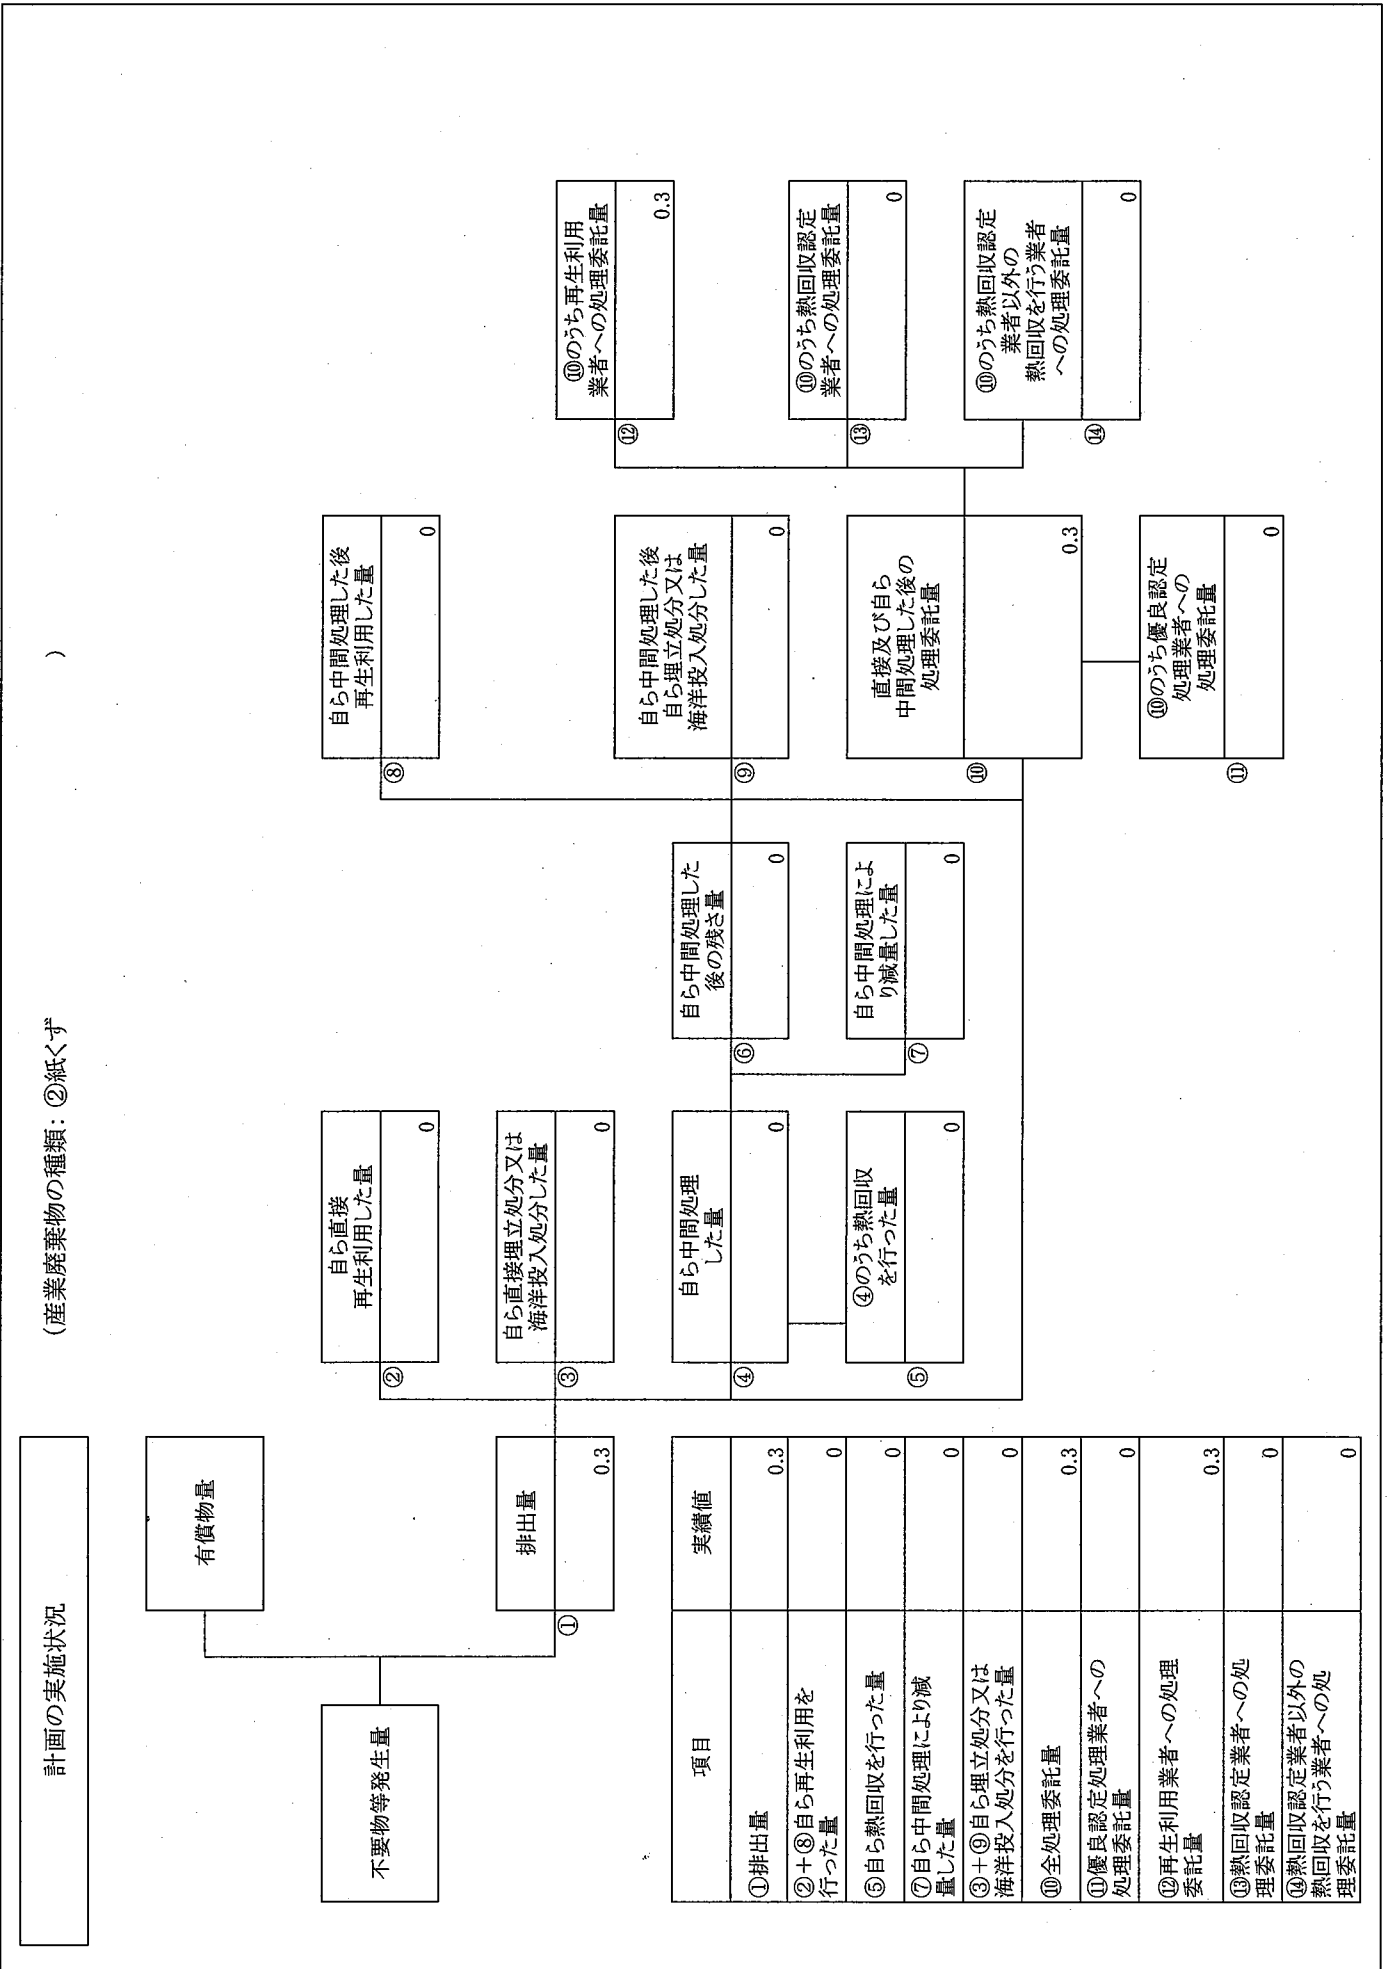 計画の実施状況
(産業廃棄物の種類：②紙くず
)
不要物等発生量
有償物量
①
排出量
0.3
②
自ら直接
再生利用した量
0
③
自ら直接埋立処分又は
海洋投入処分した量
0
④
自ら中間処理
した量
0
⑤
④のうち熱回収
を行った量
0
⑥
自ら中間処理した
後の残さ量
0
⑦
自ら中間処理によ
り減量した量
0
⑧
自ら中間処理した後
再生利用した量
0
⑨
自ら中間処理した後
自ら埋立処分又は
海洋投入処分した量
0
⑩
直接及び自ら
中間処理した後の
処理委託量
0.3
⑪
⑩のうち優良認定
処理業者への
処理委託量
0
⑫
⑩のうち再生利用
業者への処理委託量
0.3
⑬
⑩のうち熱回収認定
業者への処理委託量
0
⑭
⑩のうち熱回収認定
業者以外の
熱回収を行う業者
への処理委託量
0
項目
実績値
①排出量
0.3
②＋⑧自ら再生利用を
行った量
0
⑤自ら熱回収を行った量
0
⑦自ら中間処理により減
量した量
0
③＋⑨自ら埋立処分又は
海洋投入処分を行った量
0
⑩全処理委託量
0.3
⑪優良認定処理業者への
処理委託量
0
⑫再生利用業者への処理
委託量
0.3
⑬熱回収認定業者への処
理委託量
0
⑭熱回収認定業者以外の
熱回収を行う業者への処
理委託量
0